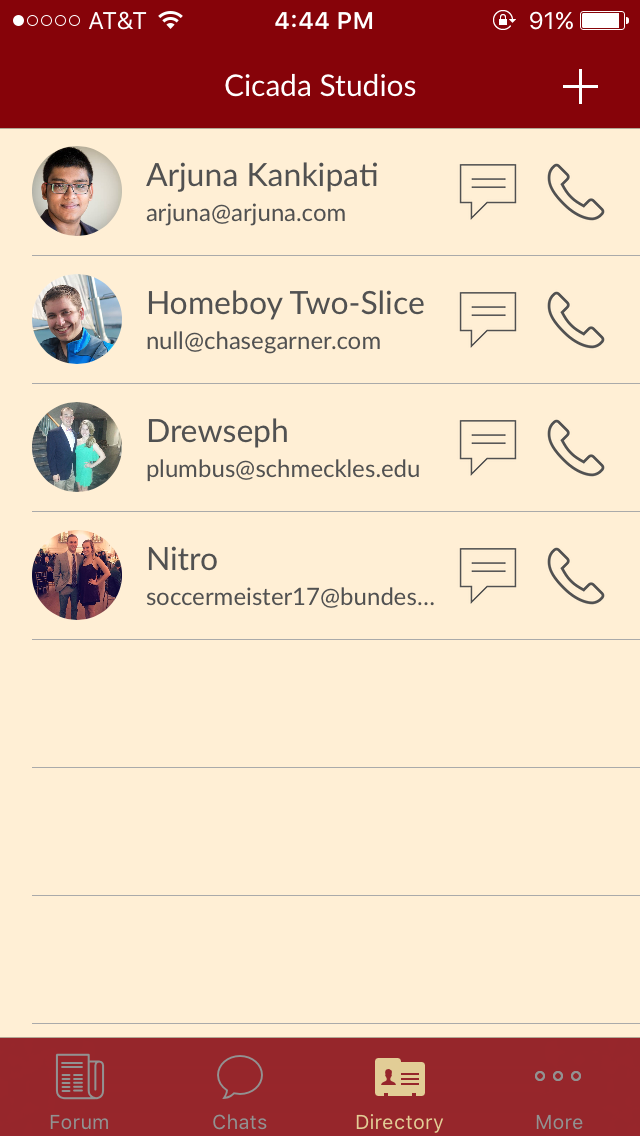 AT&T 4:44 PM 91%
Cicada Studios
Arjuna Kankipati
arjuna@arjuna.com
Homeboy Two-Slice
null@chasegarner.com
Drewseph
plumbus@schmeckles.edu
Nitro
soccermeister17@bundes...
Forum Chats Directory More